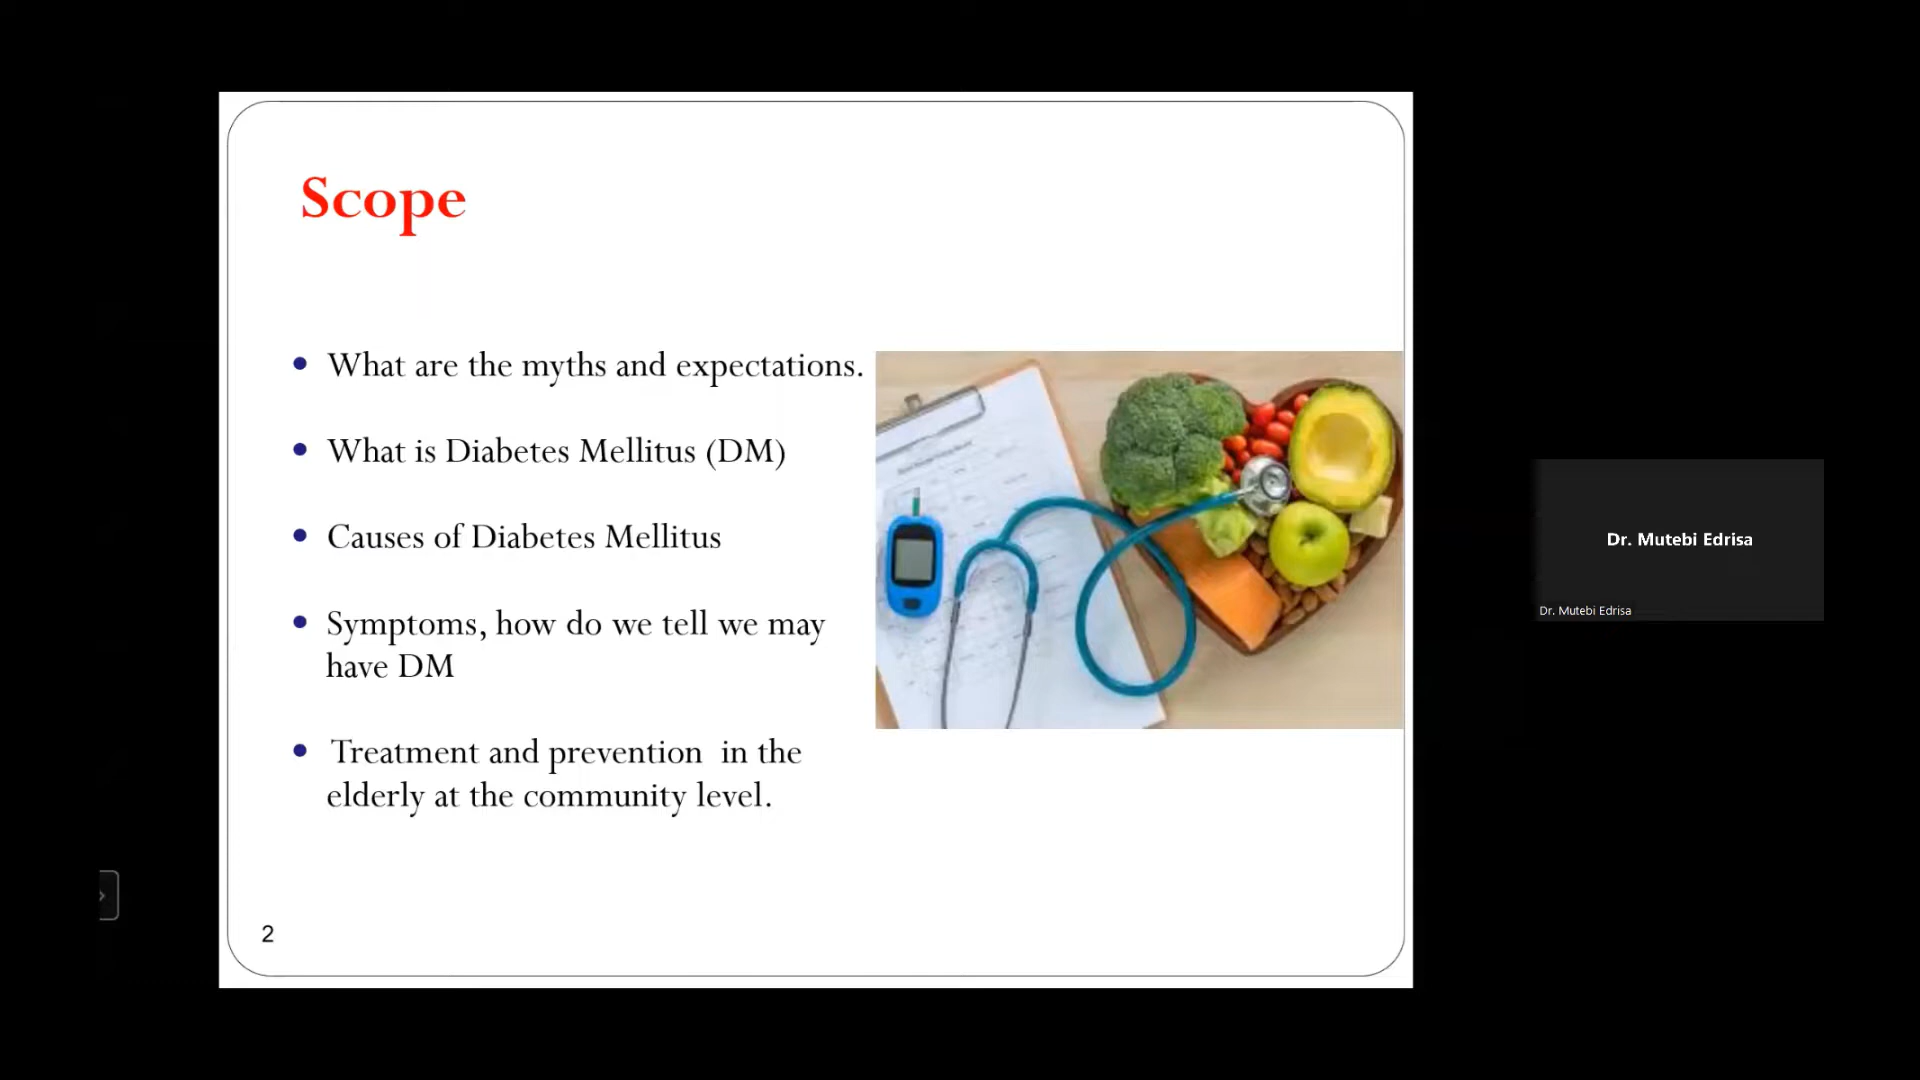 Scope
• What are the myths and expectations.
• What is Diabetes Mellitus (DM)
• Causes of Diabetes Mellitus
• Symptoms, how do we tell we may
have DM
• Treatment and prevention in the
elderly at the community level.
2
Dr. Mutebi Edrisa
Dr. Mutebi Edrisa